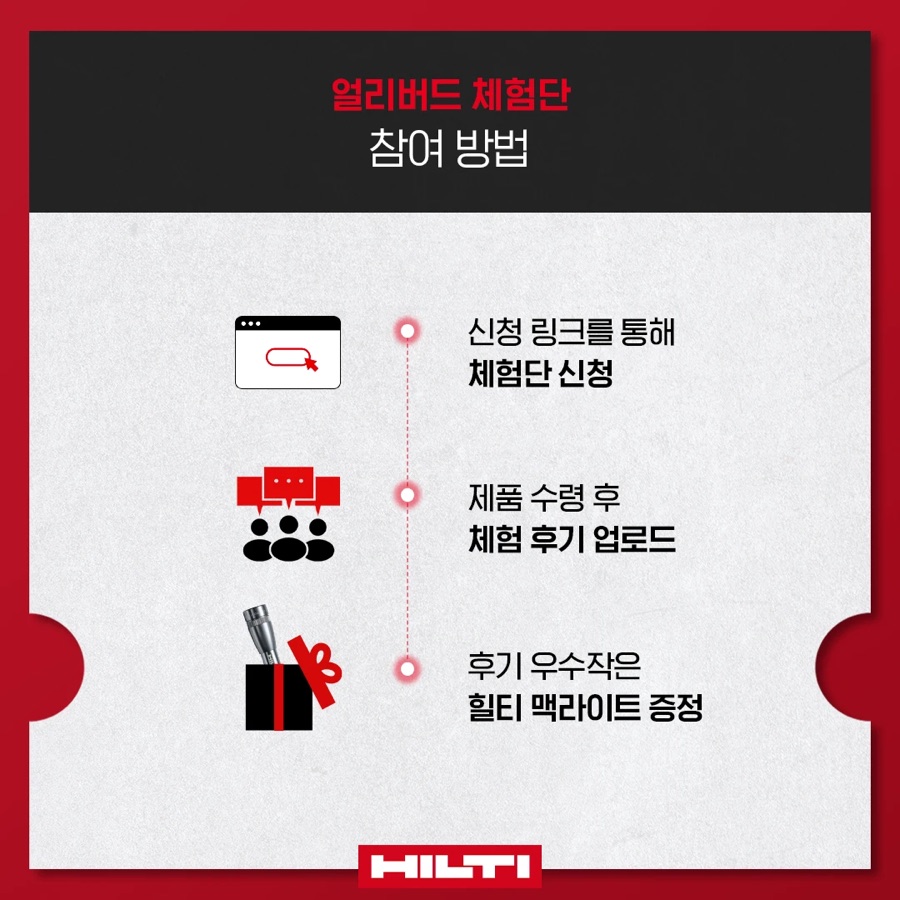 얼리버드 체험단
참여 방법
신청 링크를 통해
체험단 신청
제품 수령 후
체험 후기 업로드
후기 우수작은
힐티 맥라이트 증정
HILTI